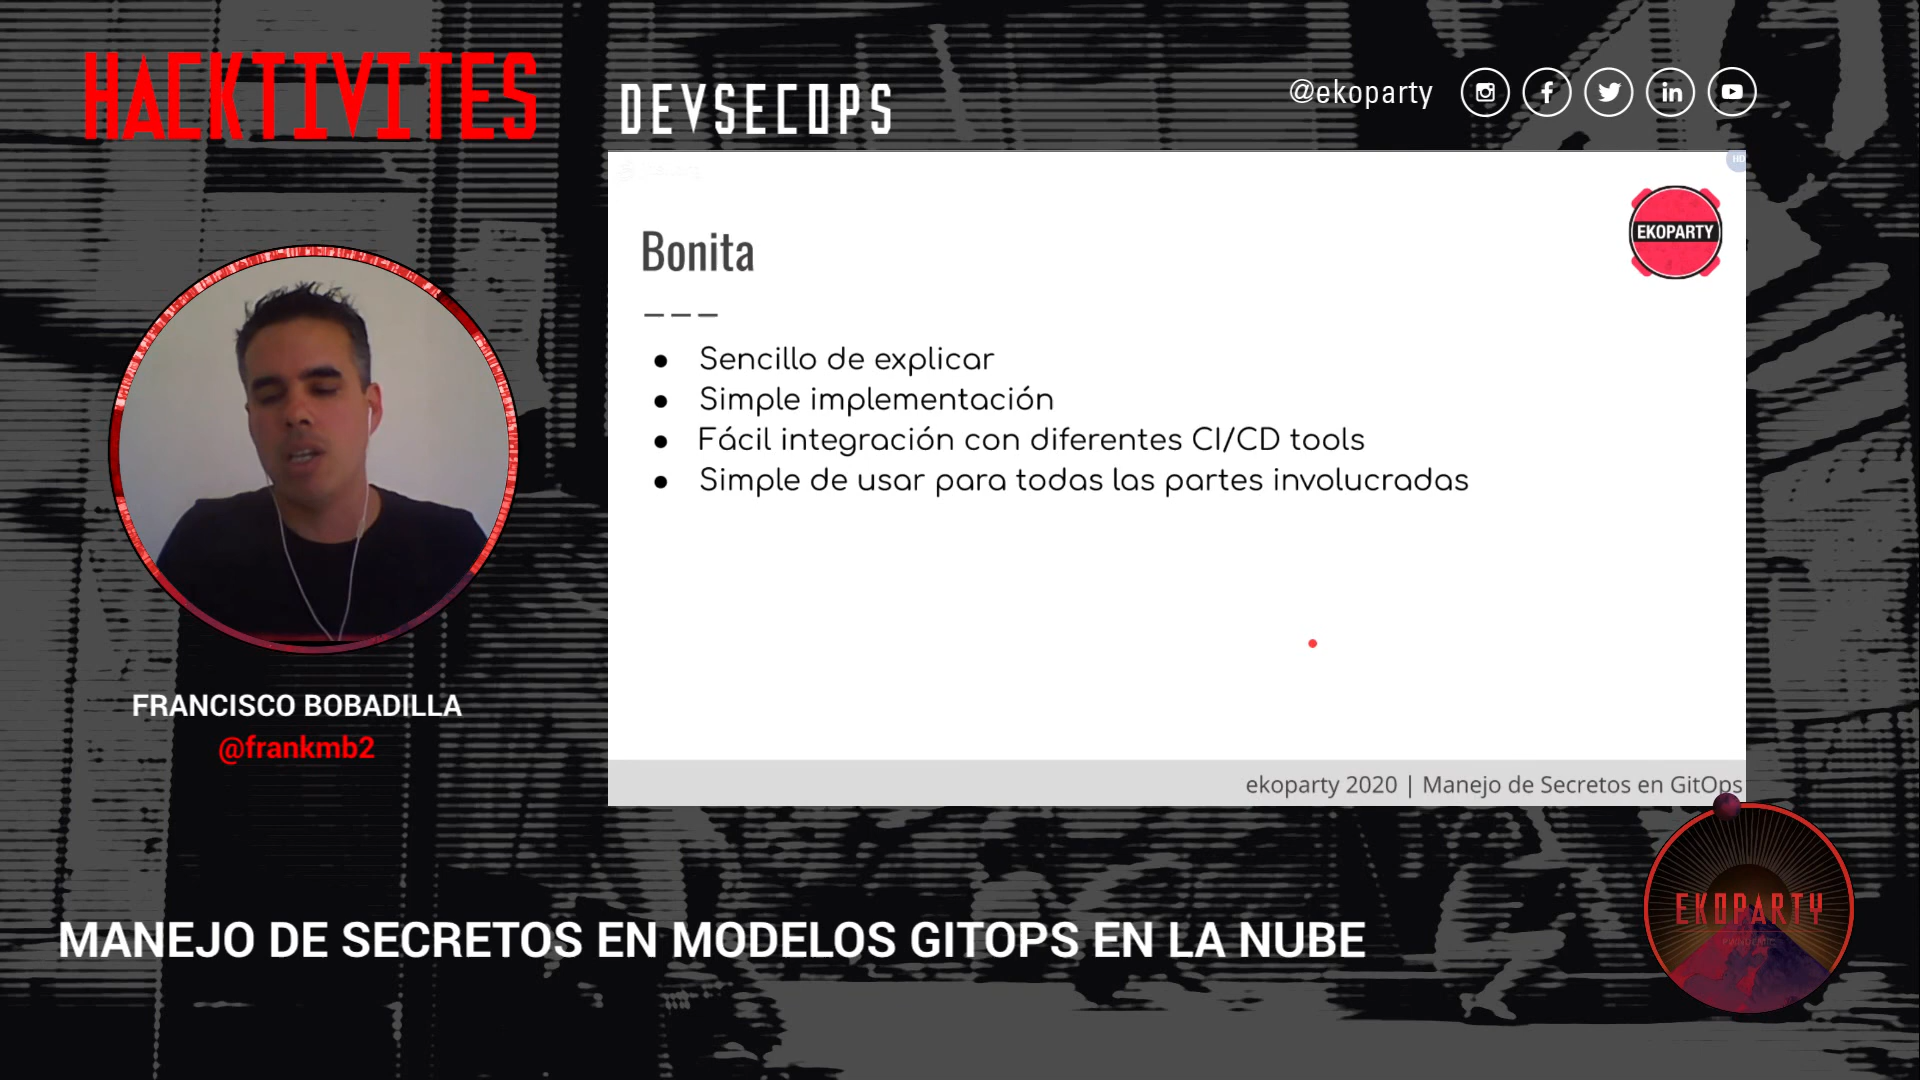 HACKTIVITES
DEVSECOPS
@ekoparty
HD
EKOPARTY
Bonita
Sencillo de explicar
Simple implementación
Fácil integración con diferentes CI/CD tools
Simple de usar para todas las partes involucradas
FRANCISCO BOBADILLA
@frankmb2
ekoparty 2020 | Manejo de Secretos en GitOps
EKOPARTY
MANEJO DE SECRETOS EN MODELOS GITOPS EN LA NUBE